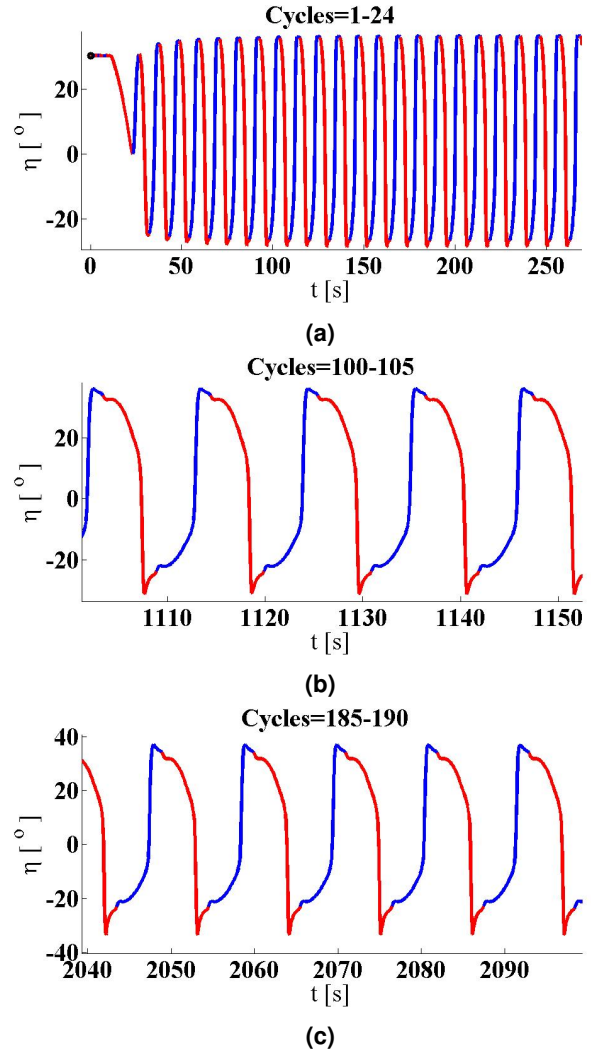 Cycles=1-24
η [ º ]
20
0
-20
0 50 100 150 200 250
t [s]
(a)
Cycles=100-105
η [ º ]
20
0
-20
1110 1120 1130 1140 1150
t [s]
(b)
Cycles=185-190
η [ º ]
40
20
0
-20
-40
2040 2050 2060 2070 2080 2090
t [s]
(c)